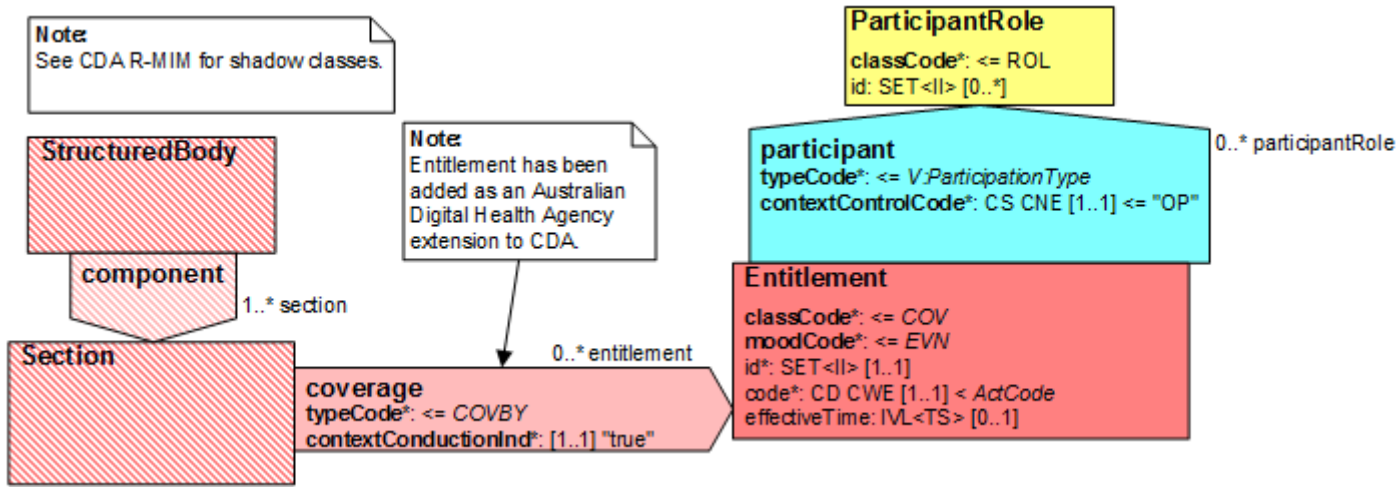 Note:
See CDA R-MIM for shadow classes.
ParticipantRole
classCode*: <= ROL
id: SET<II> [0..*]
StructuredBody
Note:
Entitlement has been
added as an Australian
Digital Health Agency
extension to CDA.
participant
typeCode*: <= V:ParticipationType
contextControlCode*: CS CNE [1..1] <= "OP"
0..* participantRole
component
1..* section
Entitlement
classCode*: <= COV
moodCode*: <= EVN
id*: SET<II> [1..1]
code*: CD CWE [1..1] < ActCode
effectiveTime: IVL<TS> [0..1]
Section
0..* entitlement
coverage
typeCode*: <= COVBY
contextConductionInd*: [1..1] "true"